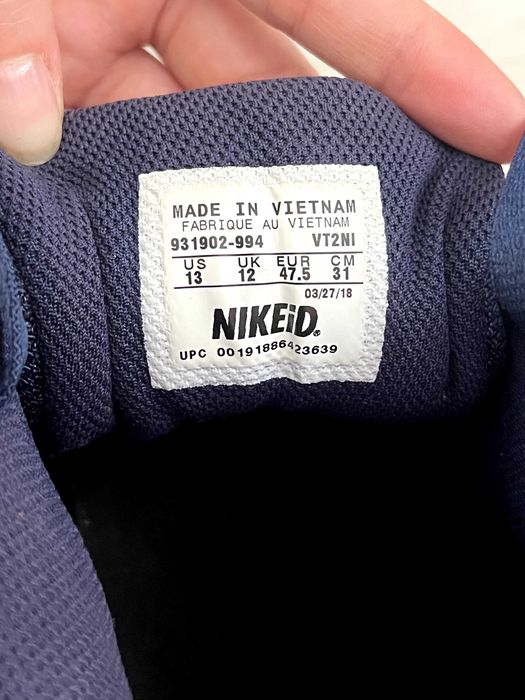 MADE IN VIETNAM
FABRIQUE AU VIETNAM
931902-994 VT2NI
US UK EUR CM
13 12 47.5 31
03/27/18
NIKEiD®
UPC 00191886423639